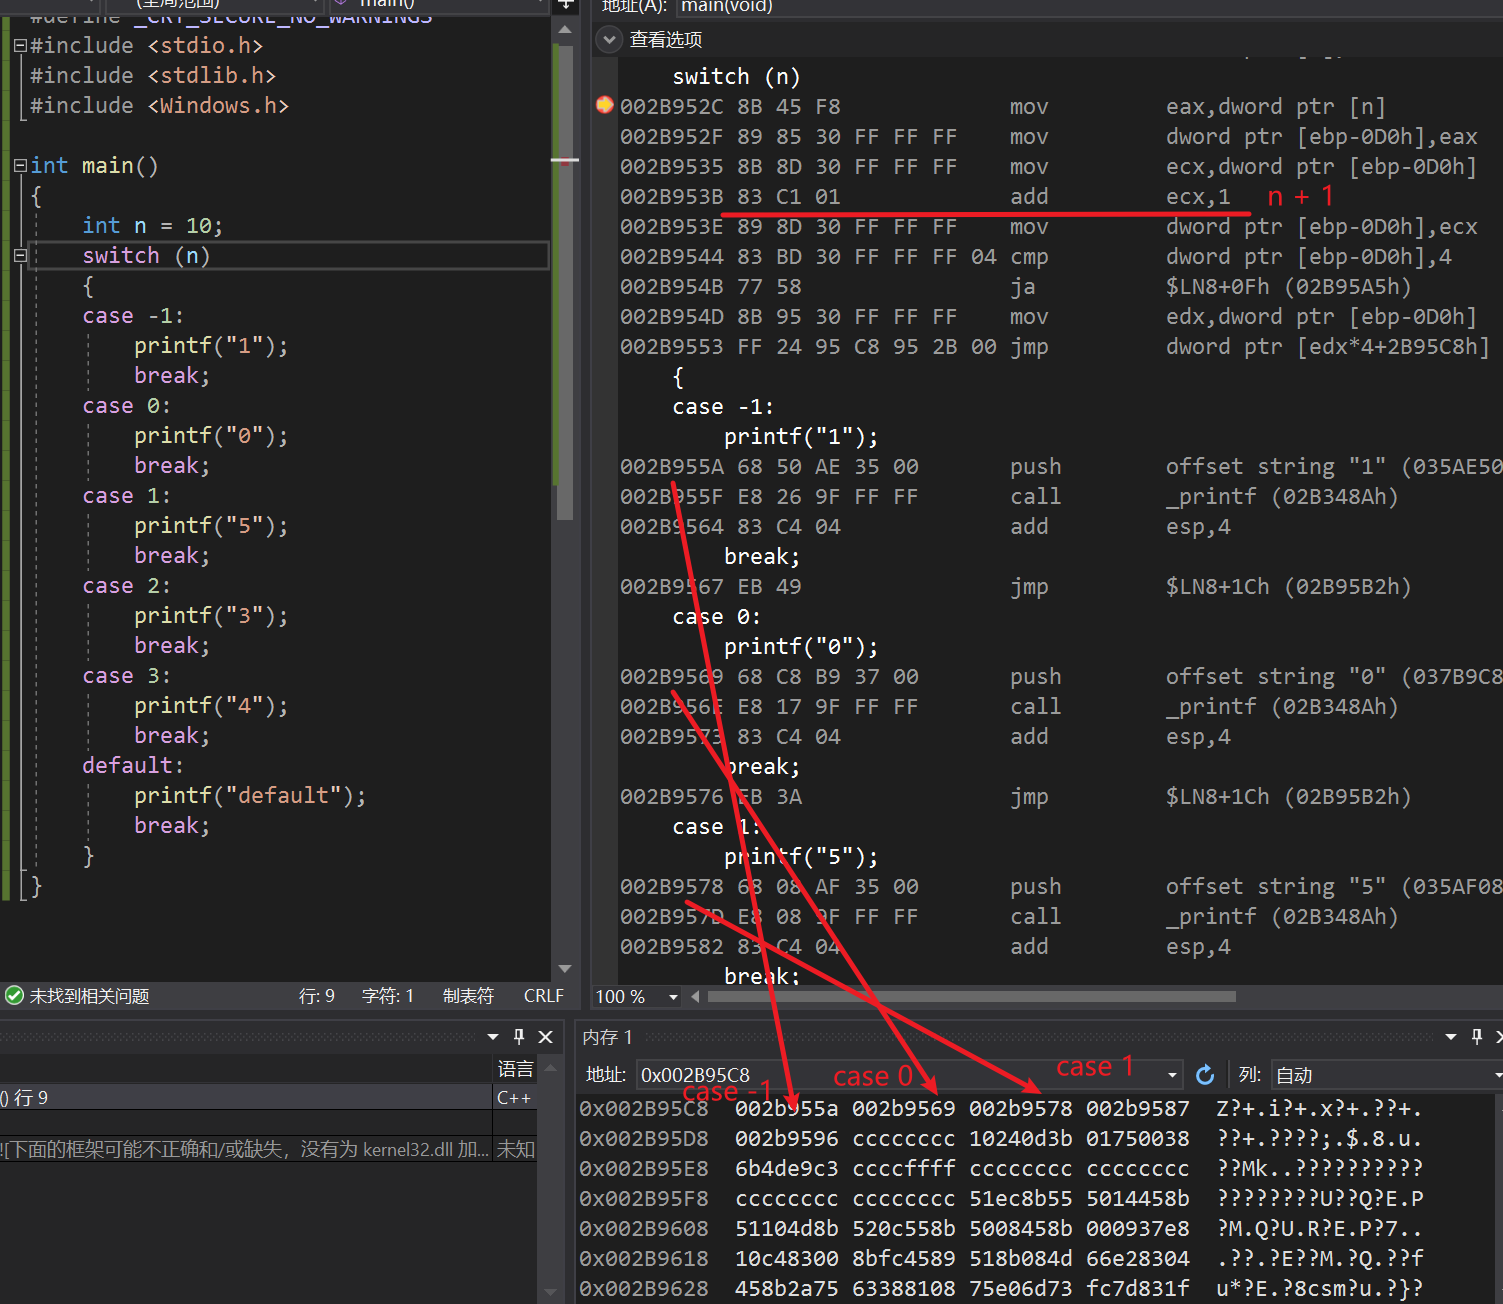 (全局范围)
main()
#define _CRT_SECURE_NO_WARNINGS
#include <stdio.h>
#include <stdlib.h>
#include <Windows.h>
int main()
{
int n = 10;
switch (n)
{
case -1:
printf("1");
break;
case 0:
printf("0");
break;
case 1:
printf("5");
break;
case 2:
printf("3");
break;
case 3:
printf("4");
break;
default:
printf("default");
break;
}
}
未找到相关问题
行: 9
字符: 1
制表符
CRLF
地址(A): main(void)
查看选项
switch (n)
002B952C 8B 45 F8 mov eax,dword ptr [n]
002B952F 89 85 30 FF FF FF mov dword ptr [ebp-0D0h],eax
002B9535 8B 8D 30 FF FF FF mov ecx,dword ptr [ebp-0D0h]
002B953B 83 C1 01 add ecx,1 n + 1
002B953E 89 8D 30 FF FF FF mov dword ptr [ebp-0D0h],ecx
002B9544 83 BD 30 FF FF FF 04 cmp dword ptr [ebp-0D0h],4
002B954B 77 58 ja $LN8+0Fh (02B95A5h)
002B954D 8B 95 30 FF FF FF mov edx,dword ptr [ebp-0D0h]
002B9553 FF 24 95 C8 95 2B 00 jmp dword ptr [edx*4+2B95C8h]
{
case -1:
printf("1");
002B955A 68 50 AE 35 00 push offset string "1" (035AE50
002B955F E8 26 9F FF FF call _printf (02B348Ah)
002B9564 83 C4 04 add esp,4
break;
002B9567 EB 49 jmp $LN8+1Ch (02B95B2h)
case 0:
printf("0");
002B9569 68 C8 B9 37 00 push offset string "0" (037B9C8
002B956E E8 17 9F FF FF call _printf (02B348Ah)
002B9573 83 C4 04 add esp,4
break;
002B9576 EB 3A jmp $LN8+1Ch (02B95B2h)
case 1:
printf("5");
002B9578 68 08 AF 35 00 push offset string "5" (035AF08
002B957D E8 08 9F FF FF call _printf (02B348Ah)
002B9582 83 C4 04 add esp,4
break;
100 %
语言
() 行 9 C++
![下面的框架可能不正确和/或缺失，没有为 kernel32.dll 加... 未知
内存 1
地址: 0x002B95C8
列: 自动
case -1
case 0
case 1
0x002B95C8 002b955a 002b9569 002b9578 002b9587 Z?+.i?+.x?+.??+.
0x002B95D8 002b9596 cccccccc 10240d3b 01750038 ??+.????;.$.8.u.
0x002B95E8 6b4de9c3 ccccffff cccccccc cccccccc ??Mk..??????????
0x002B95F8 cccccccc cccccccc 51ec8b55 5014458b ????????U??Q?E.P
0x002B9608 51104d8b 520c558b 5008458b 000937e8 ?M.Q?U.R?E.P?7..
0x002B9618 10c48300 8bfc4589 518b084d 66e28304 .??.?E??M.?Q.??f
0x002B9628 458b2a75 63388108 75e06d73 fc7d831f u*?E.?8csm?u.?}?